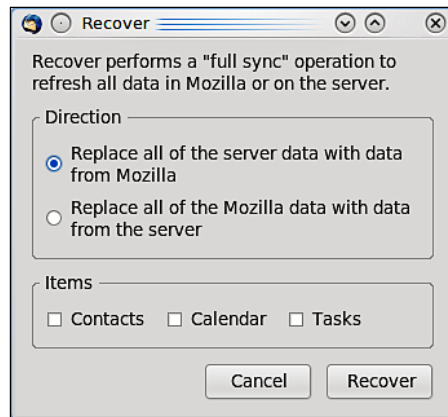 Recover
Recover performs a "full sync" operation to
refresh all data in Mozilla or on the server.
Direction
Replace all of the server data with data
from Mozilla
Replace all of the Mozilla data with data
from the server
Items
Contacts Calendar Tasks
Cancel Recover